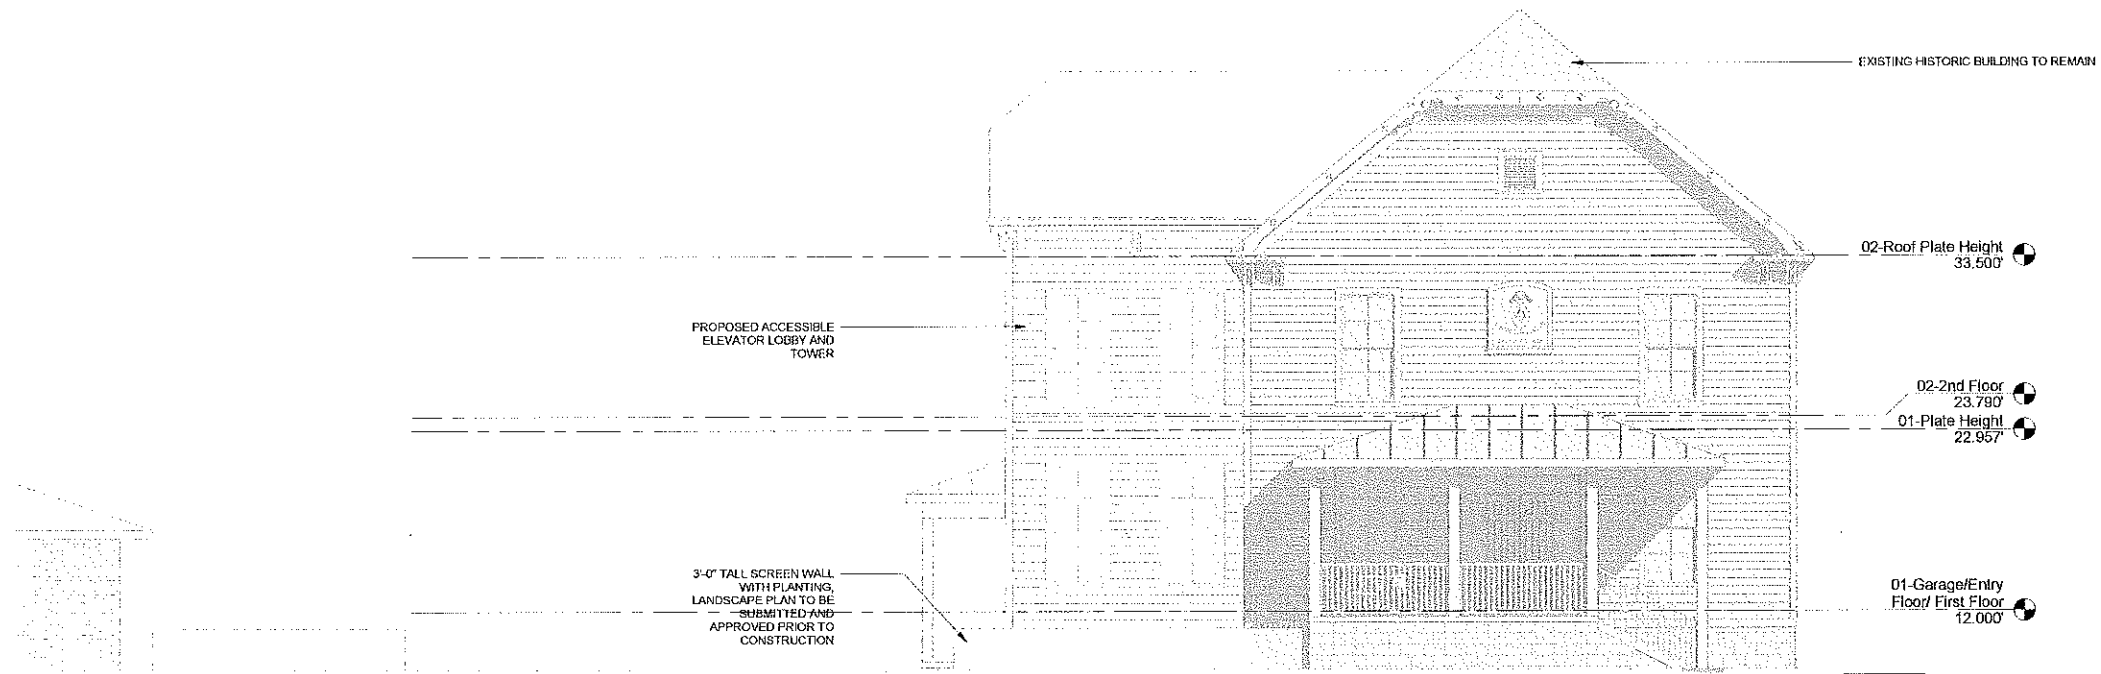 EXISTING HISTORIC BUILDING TO REMAIN
02-Roof Plate Height
33.500'
PROPOSED ACCESSIBLE
ELEVATOR LOBBY AND
TOWER
02-2nd Floor
23.790'
01-Plate Height
22.957'
3'-0" TALL SCREEN WALL
WITH PLANTING,
LANDSCAPE PLAN TO BE
SUBMITTED AND
APPROVED PRIOR TO
CONSTRUCTION
01-Garage/Entry
Floor/ First Floor
12.000'